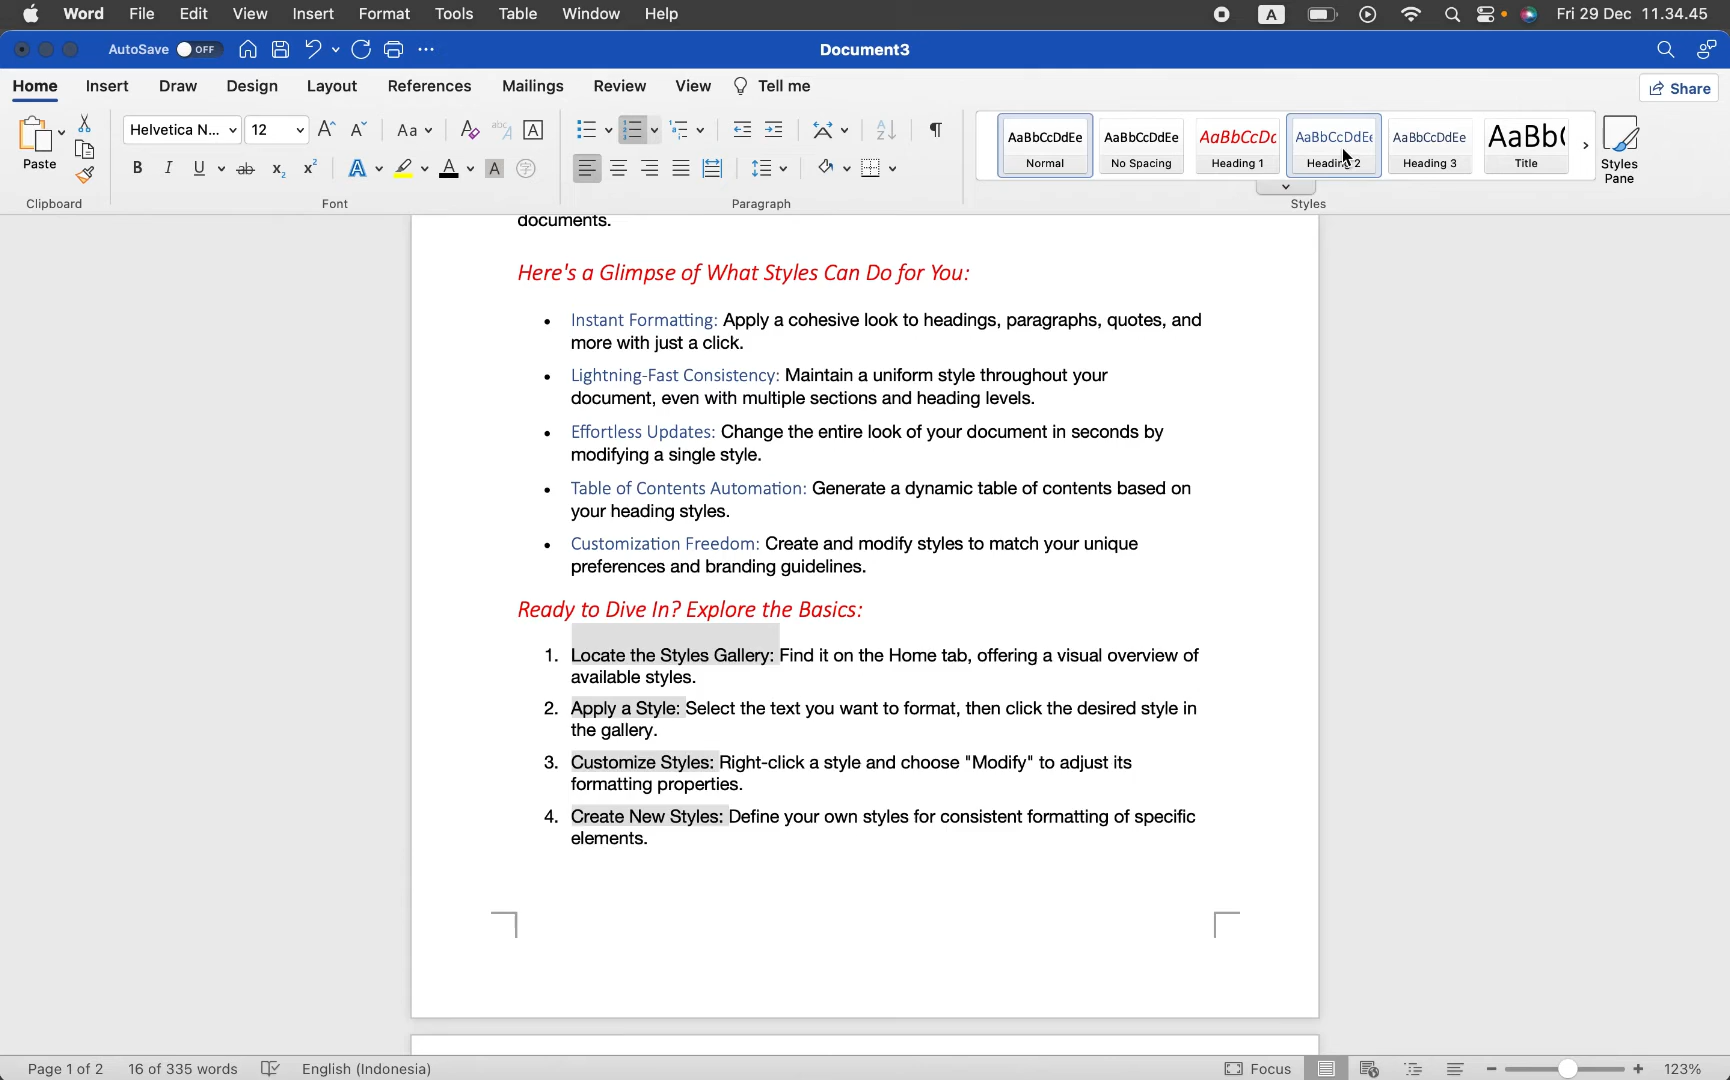 Word File Edit View Insert Format Tools Table Window Help A Fri 29 Dec 11.34.45
AutoSave OFF Document3
Home Insert Draw Design Layout References Mailings Review View Tell me Share
Paste Helvetica N... 12 Aa A
AaBbCcDdEe AaBbCcDdEe AaBbCcDc AaBbCcDdEe AaBbCcDdEe AaBb(
Normal No Spacing Heading 1 Heading 2 Heading 3 Title
Styles Pane
B I U ab x₂ x² A A A
Clipboard Font Paragraph Styles
documents.
Here's a Glimpse of What Styles Can Do for You:
• Instant Formatting: Apply a cohesive look to headings, paragraphs, quotes, and
more with just a click.
• Lightning-Fast Consistency: Maintain a uniform style throughout your
document, even with multiple sections and heading levels.
• Effortless Updates: Change the entire look of your document in seconds by
modifying a single style.
• Table of Contents Automation: Generate a dynamic table of contents based on
your heading styles.
• Customization Freedom: Create and modify styles to match your unique
preferences and branding guidelines.
Ready to Dive In? Explore the Basics:
1. Locate the Styles Gallery: Find it on the Home tab, offering a visual overview of
available styles.
2. Apply a Style: Select the text you want to format, then click the desired style in
the gallery.
3. Customize Styles: Right-click a style and choose "Modify" to adjust its
formatting properties.
4. Create New Styles: Define your own styles for consistent formatting of specific
elements.
Page 1 of 2 16 of 335 words English (Indonesia) Focus 123%